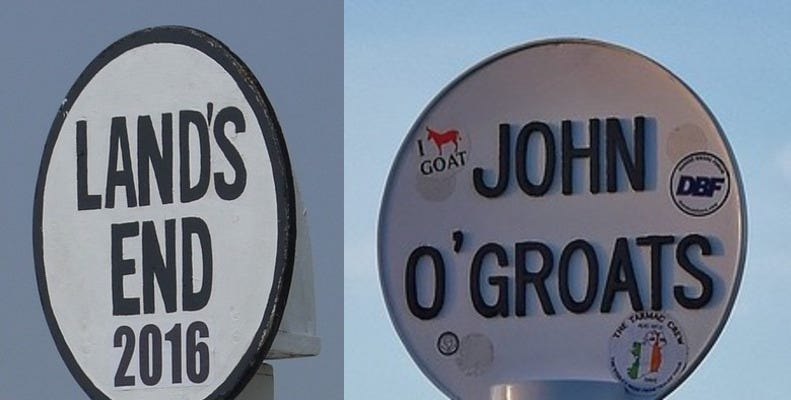 LAND'S
END
2016
JOHN
O'GROATS
I
GOAT
DBF
THE TARMAC CREW